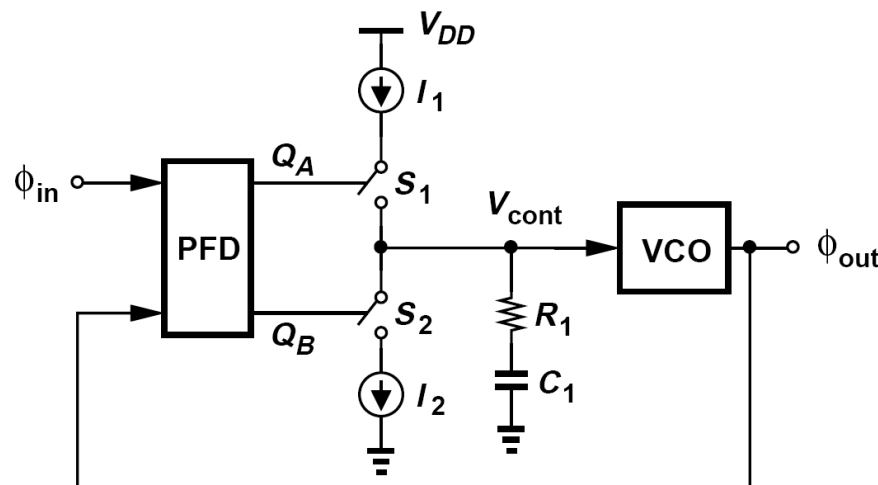 V_DD
I_1
Q_A
ϕ_in
S_1
V_cont
PFD
VCO
ϕ_out
S_2
R_1
Q_B
C_1
I_2